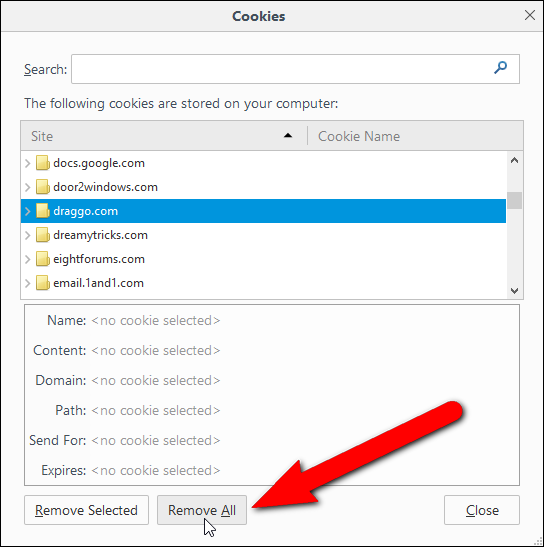 Cookies
Search:
The following cookies are stored on your computer:
Site Cookie Name
docs.google.com
door2windows.com
draggo.com
dreamytricks.com
eightforums.com
email.1and1.com
Name: <no cookie selected>
Content: <no cookie selected>
Domain: <no cookie selected>
Path: <no cookie selected>
Send For: <no cookie selected>
Expires: <no cookie selected>
Remove Selected Remove All Close